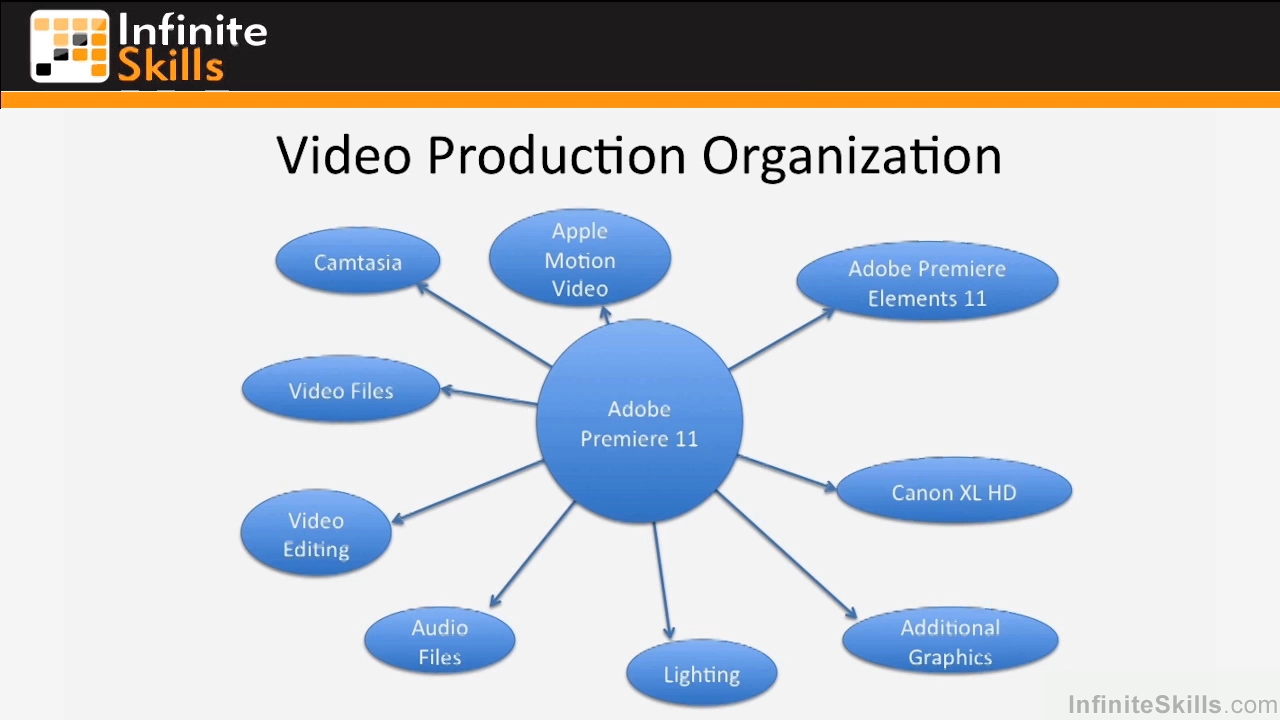 Infinite
Skills
Video Production Organization
Apple
Motion
Video
Camtasia
Adobe Premiere
Elements 11
Video Files
Adobe
Premiere 11
Canon XL HD
Video
Editing
Audio
Files
Lighting
Additional
Graphics
InfiniteSkills.com